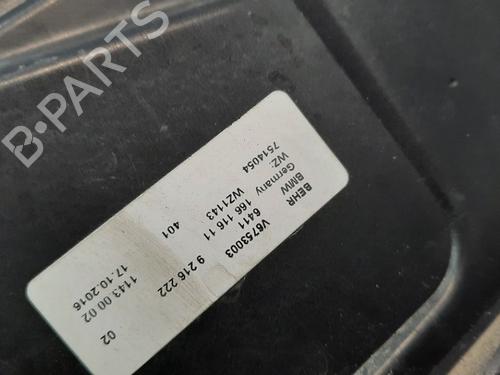 BEHR V6753003
BMW 6411 9 216 222
Germany 166 116 11
WZ: WZ1143 1143 00 02 02
7514054 401 17.10.2016
B-PARTS